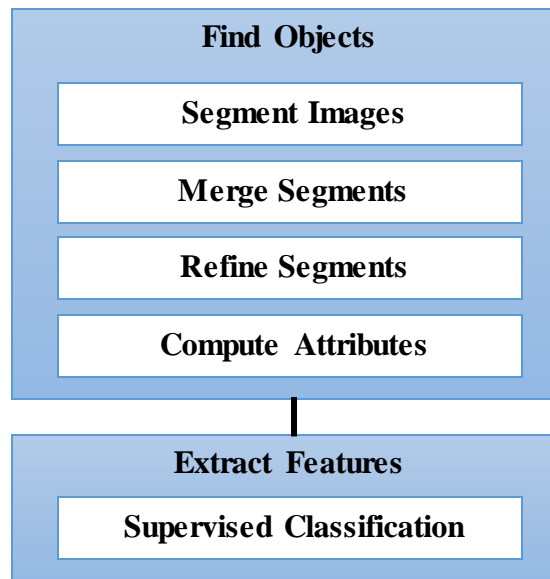 Find Objects
Segment Images
Merge Segments
Refine Segments
Compute Attributes
Extract Features
Supervised Classification